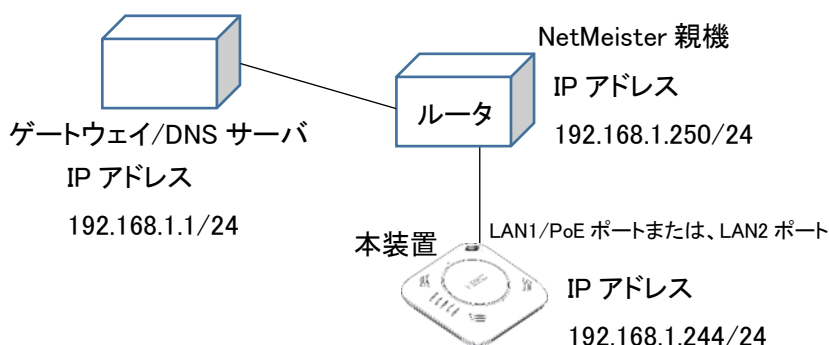 NetMeister 親機
IP アドレス
192.168.1.250/24
ルータ
ゲートウェイ/DNS サーバ
IP アドレス
192.168.1.1/24
本装置
LAN1/PoE ポートまたは、LAN2 ポート
IP アドレス
192.168.1.244/24